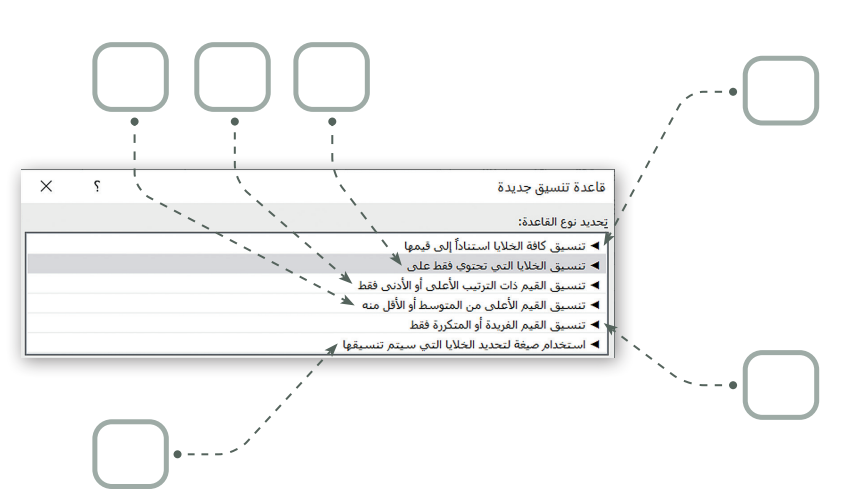 قاعدة تنسيق جديدة
؟
تحديد نوع القاعدة:
◄ تنسيق كافة الخلايا استناداً إلى قيمها
◄ تنسيق الخلايا التي تحتوي فقط على
◄ تنسيق القيم ذات الترتيب الأعلى أو الأدنى فقط
◄ تنسيق القيم الأعلى من المتوسط أو الأقل منه
◄ تنسيق القيم الفريدة أو المتكررة فقط
◄ استخدام صيغة لتحديد الخلايا التي سيتم تنسيقها